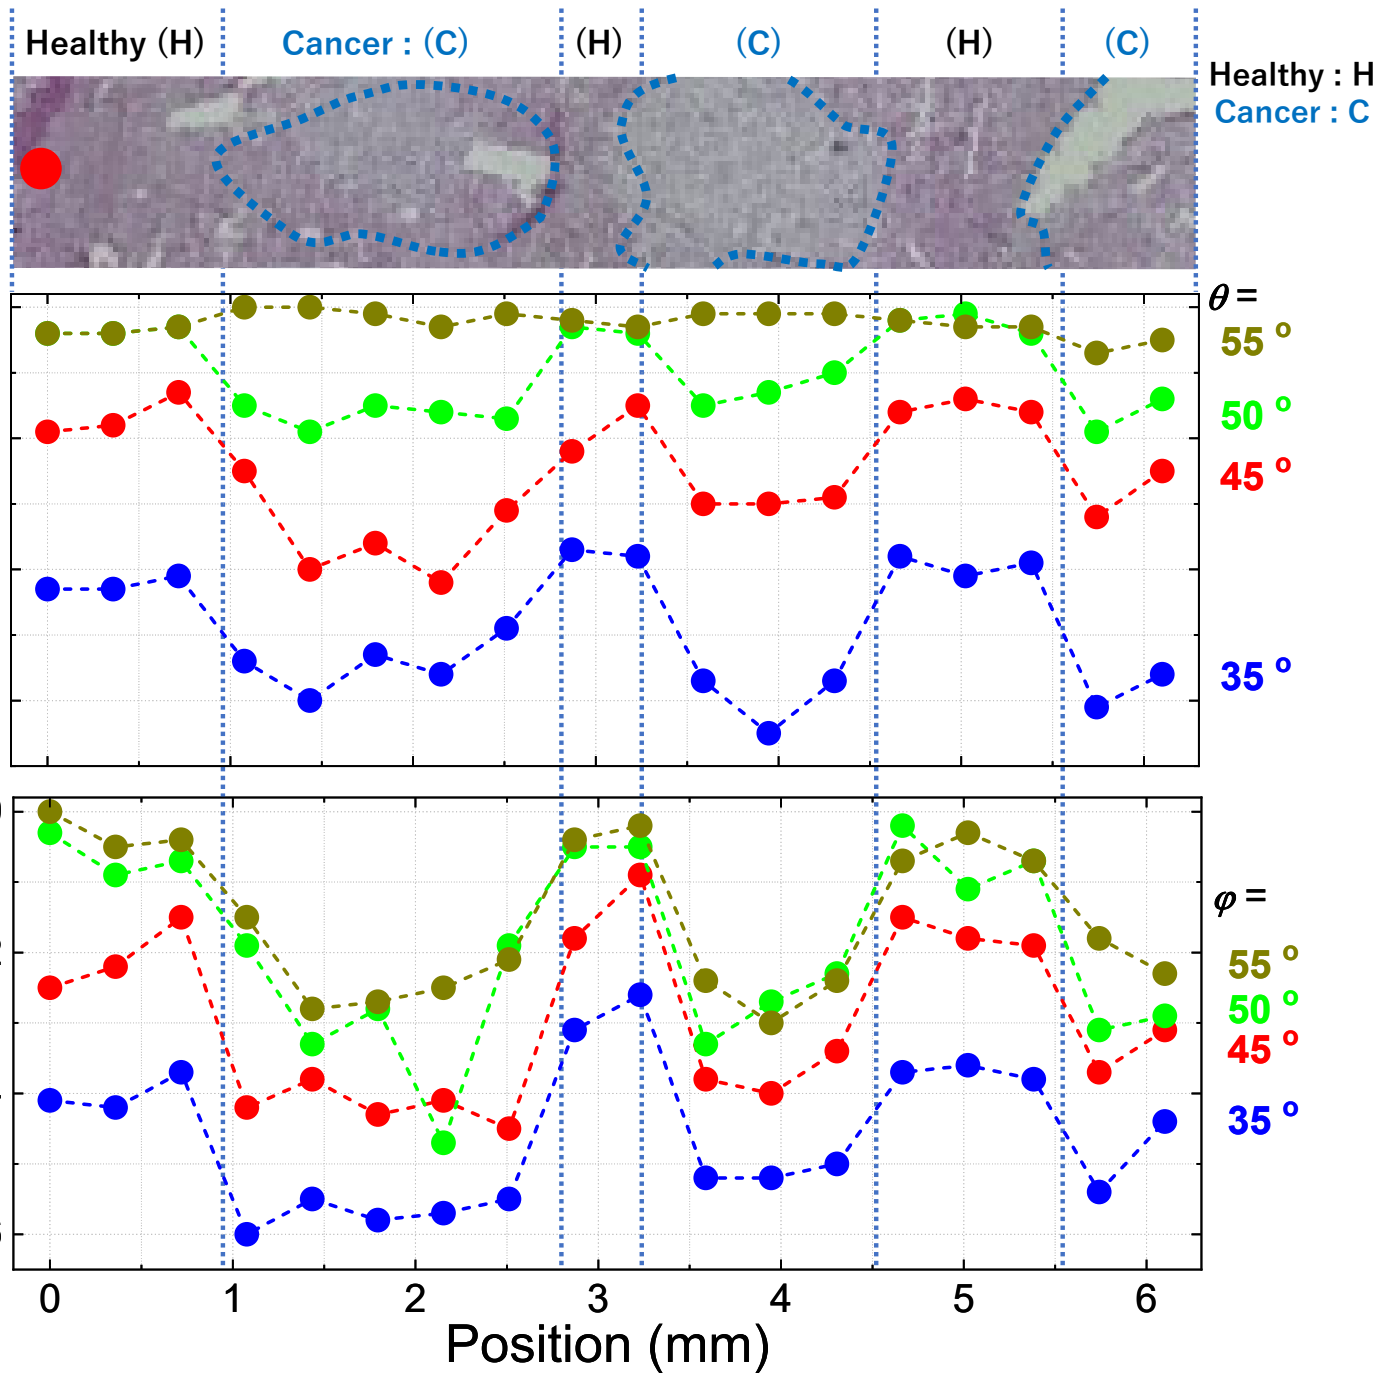 Healthy (H) Cancer : (C) (H) (C) (H) (C)
Healthy : H
Cancer : C
θ =
55 º
50 º
45 º
35 º
φ =
55 º
50 º
45 º
35 º
0 1 2 3 4 5 6
Position (mm)